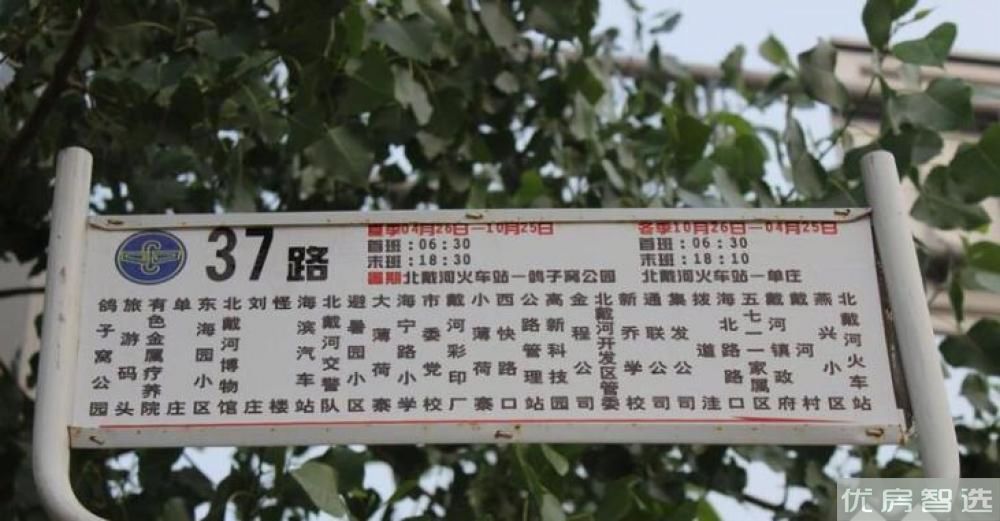 37路
夏季04月26日—10月25日
首班:06:30
末班:18:30
暑期北戴河火车站—鸽子窝公园
冬季10月26日—04月25日
首班:06:30
末班:18:10
北戴河火车站—单庄
鸽子窝公园
旅游码头
有色金属疗养院
单庄
东海园小区
北戴河博物馆
刘庄
怪楼
海滨汽车站
北戴河交警队
避暑园小区
大薄荷寨
海宁路小学
市委党校
戴河彩印厂
小薄荷寨
西快路口
公路管理站
高新科技园
金程公司
北戴河开发区管委
新乔学校
通联公司
集发公司
拨道洼
海北路口
五七一一家属区
戴河镇政府
戴河村
燕兴小区
北戴河火车站
优房智选